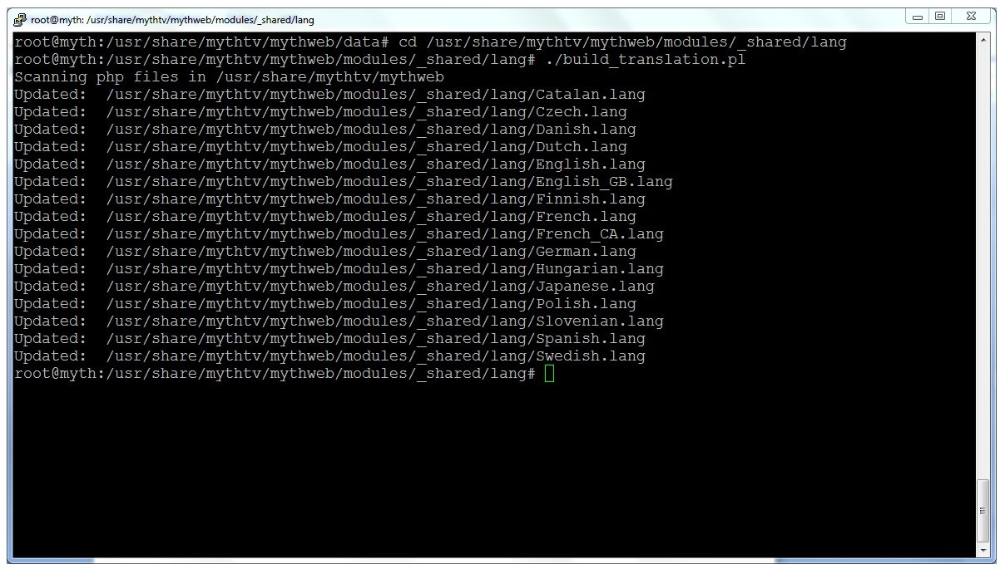 root@myth: /usr/share/mythtv/mythweb/modules/_shared/lang
root@myth:/usr/share/mythtv/mythweb/data# cd /usr/share/mythtv/mythweb/modules/_shared/lang
root@myth:/usr/share/mythtv/mythweb/modules/_shared/lang# ./build_translation.pl
Scanning php files in /usr/share/mythtv/mythweb
Updated:  /usr/share/mythtv/mythweb/modules/_shared/lang/Catalan.lang
Updated:  /usr/share/mythtv/mythweb/modules/_shared/lang/Czech.lang
Updated:  /usr/share/mythtv/mythweb/modules/_shared/lang/Danish.lang
Updated:  /usr/share/mythtv/mythweb/modules/_shared/lang/Dutch.lang
Updated:  /usr/share/mythtv/mythweb/modules/_shared/lang/English.lang
Updated:  /usr/share/mythtv/mythweb/modules/_shared/lang/English_GB.lang
Updated:  /usr/share/mythtv/mythweb/modules/_shared/lang/Finnish.lang
Updated:  /usr/share/mythtv/mythweb/modules/_shared/lang/French.lang
Updated:  /usr/share/mythtv/mythweb/modules/_shared/lang/French_CA.lang
Updated:  /usr/share/mythtv/mythweb/modules/_shared/lang/German.lang
Updated:  /usr/share/mythtv/mythweb/modules/_shared/lang/Hungarian.lang
Updated:  /usr/share/mythtv/mythweb/modules/_shared/lang/Japanese.lang
Updated:  /usr/share/mythtv/mythweb/modules/_shared/lang/Polish.lang
Updated:  /usr/share/mythtv/mythweb/modules/_shared/lang/Slovenian.lang
Updated:  /usr/share/mythtv/mythweb/modules/_shared/lang/Spanish.lang
Updated:  /usr/share/mythtv/mythweb/modules/_shared/lang/Swedish.lang
root@myth:/usr/share/mythtv/mythweb/modules/_shared/lang#